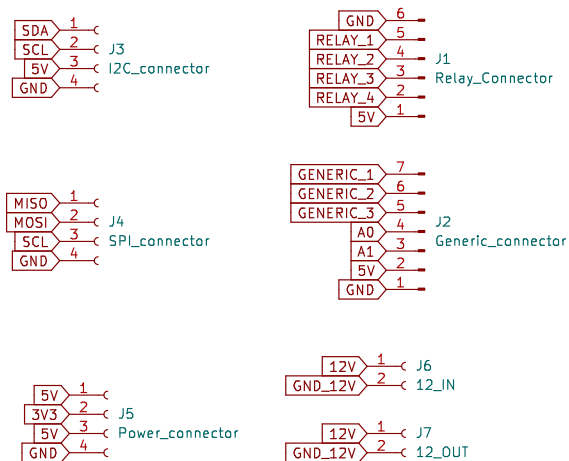 SDA 1
SCL 2 J3
5V 3 I2C_connector
GND 4
GND 6
RELAY_1 5
RELAY_2 4 J1
RELAY_3 3 Relay_Connector
RELAY_4 2
5V 1
MISO 1
MOSI 2 J4
SCL 3 SPI_connector
GND 4
GENERIC_1 7
GENERIC_2 6
GENERIC_3 5
A0 4 J2
A1 3 Generic_connector
5V 2
GND 1
5V 1
3V3 2 J5
5V 3 Power_connector
GND 4
12V 1 J6
GND_12V 2 12_IN
12V 1 J7
GND_12V 2 12_OUT